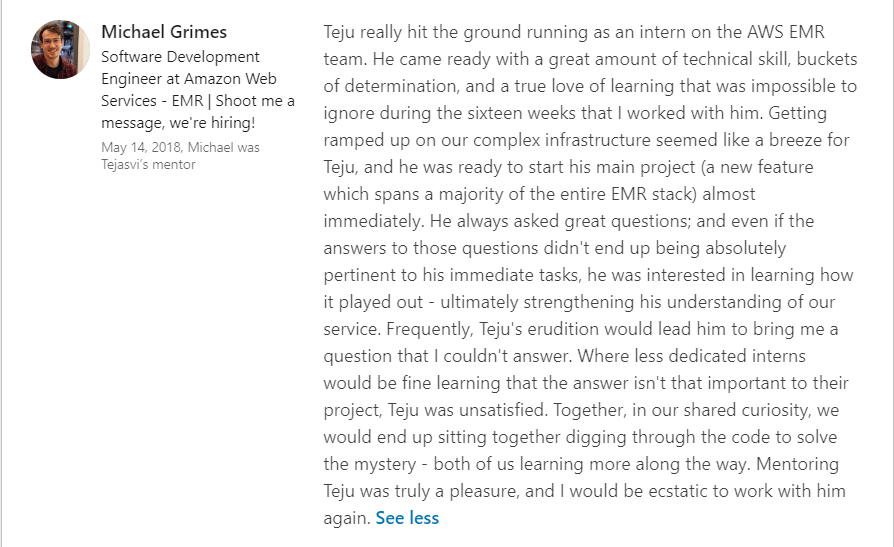 Michael Grimes
Software Development
Engineer at Amazon Web
Services - EMR | Shoot me a
message, we're hiring!
May 14, 2018, Michael was
Tejasvi's mentor
Teju really hit the ground running as an intern on the AWS EMR
team. He came ready with a great amount of technical skill, buckets
of determination, and a true love of learning that was impossible to
ignore during the sixteen weeks that I worked with him. Getting
ramped up on our complex infrastructure seemed like a breeze for
Teju, and he was ready to start his main project (a new feature
which spans a majority of the entire EMR stack) almost
immediately. He always asked great questions; and even if the
answers to those questions didn't end up being absolutely
pertinent to his immediate tasks, he was interested in learning how
it played out - ultimately strengthening his understanding of our
service. Frequently, Teju's erudition would lead him to bring me a
question that I couldn't answer. Where less dedicated interns
would be fine learning that the answer isn't that important to their
project, Teju was unsatisfied. Together, in our shared curiosity, we
would end up sitting together digging through the code to solve
the mystery - both of us learning more along the way. Mentoring
Teju was truly a pleasure, and I would be ecstatic to work with him
again. See less